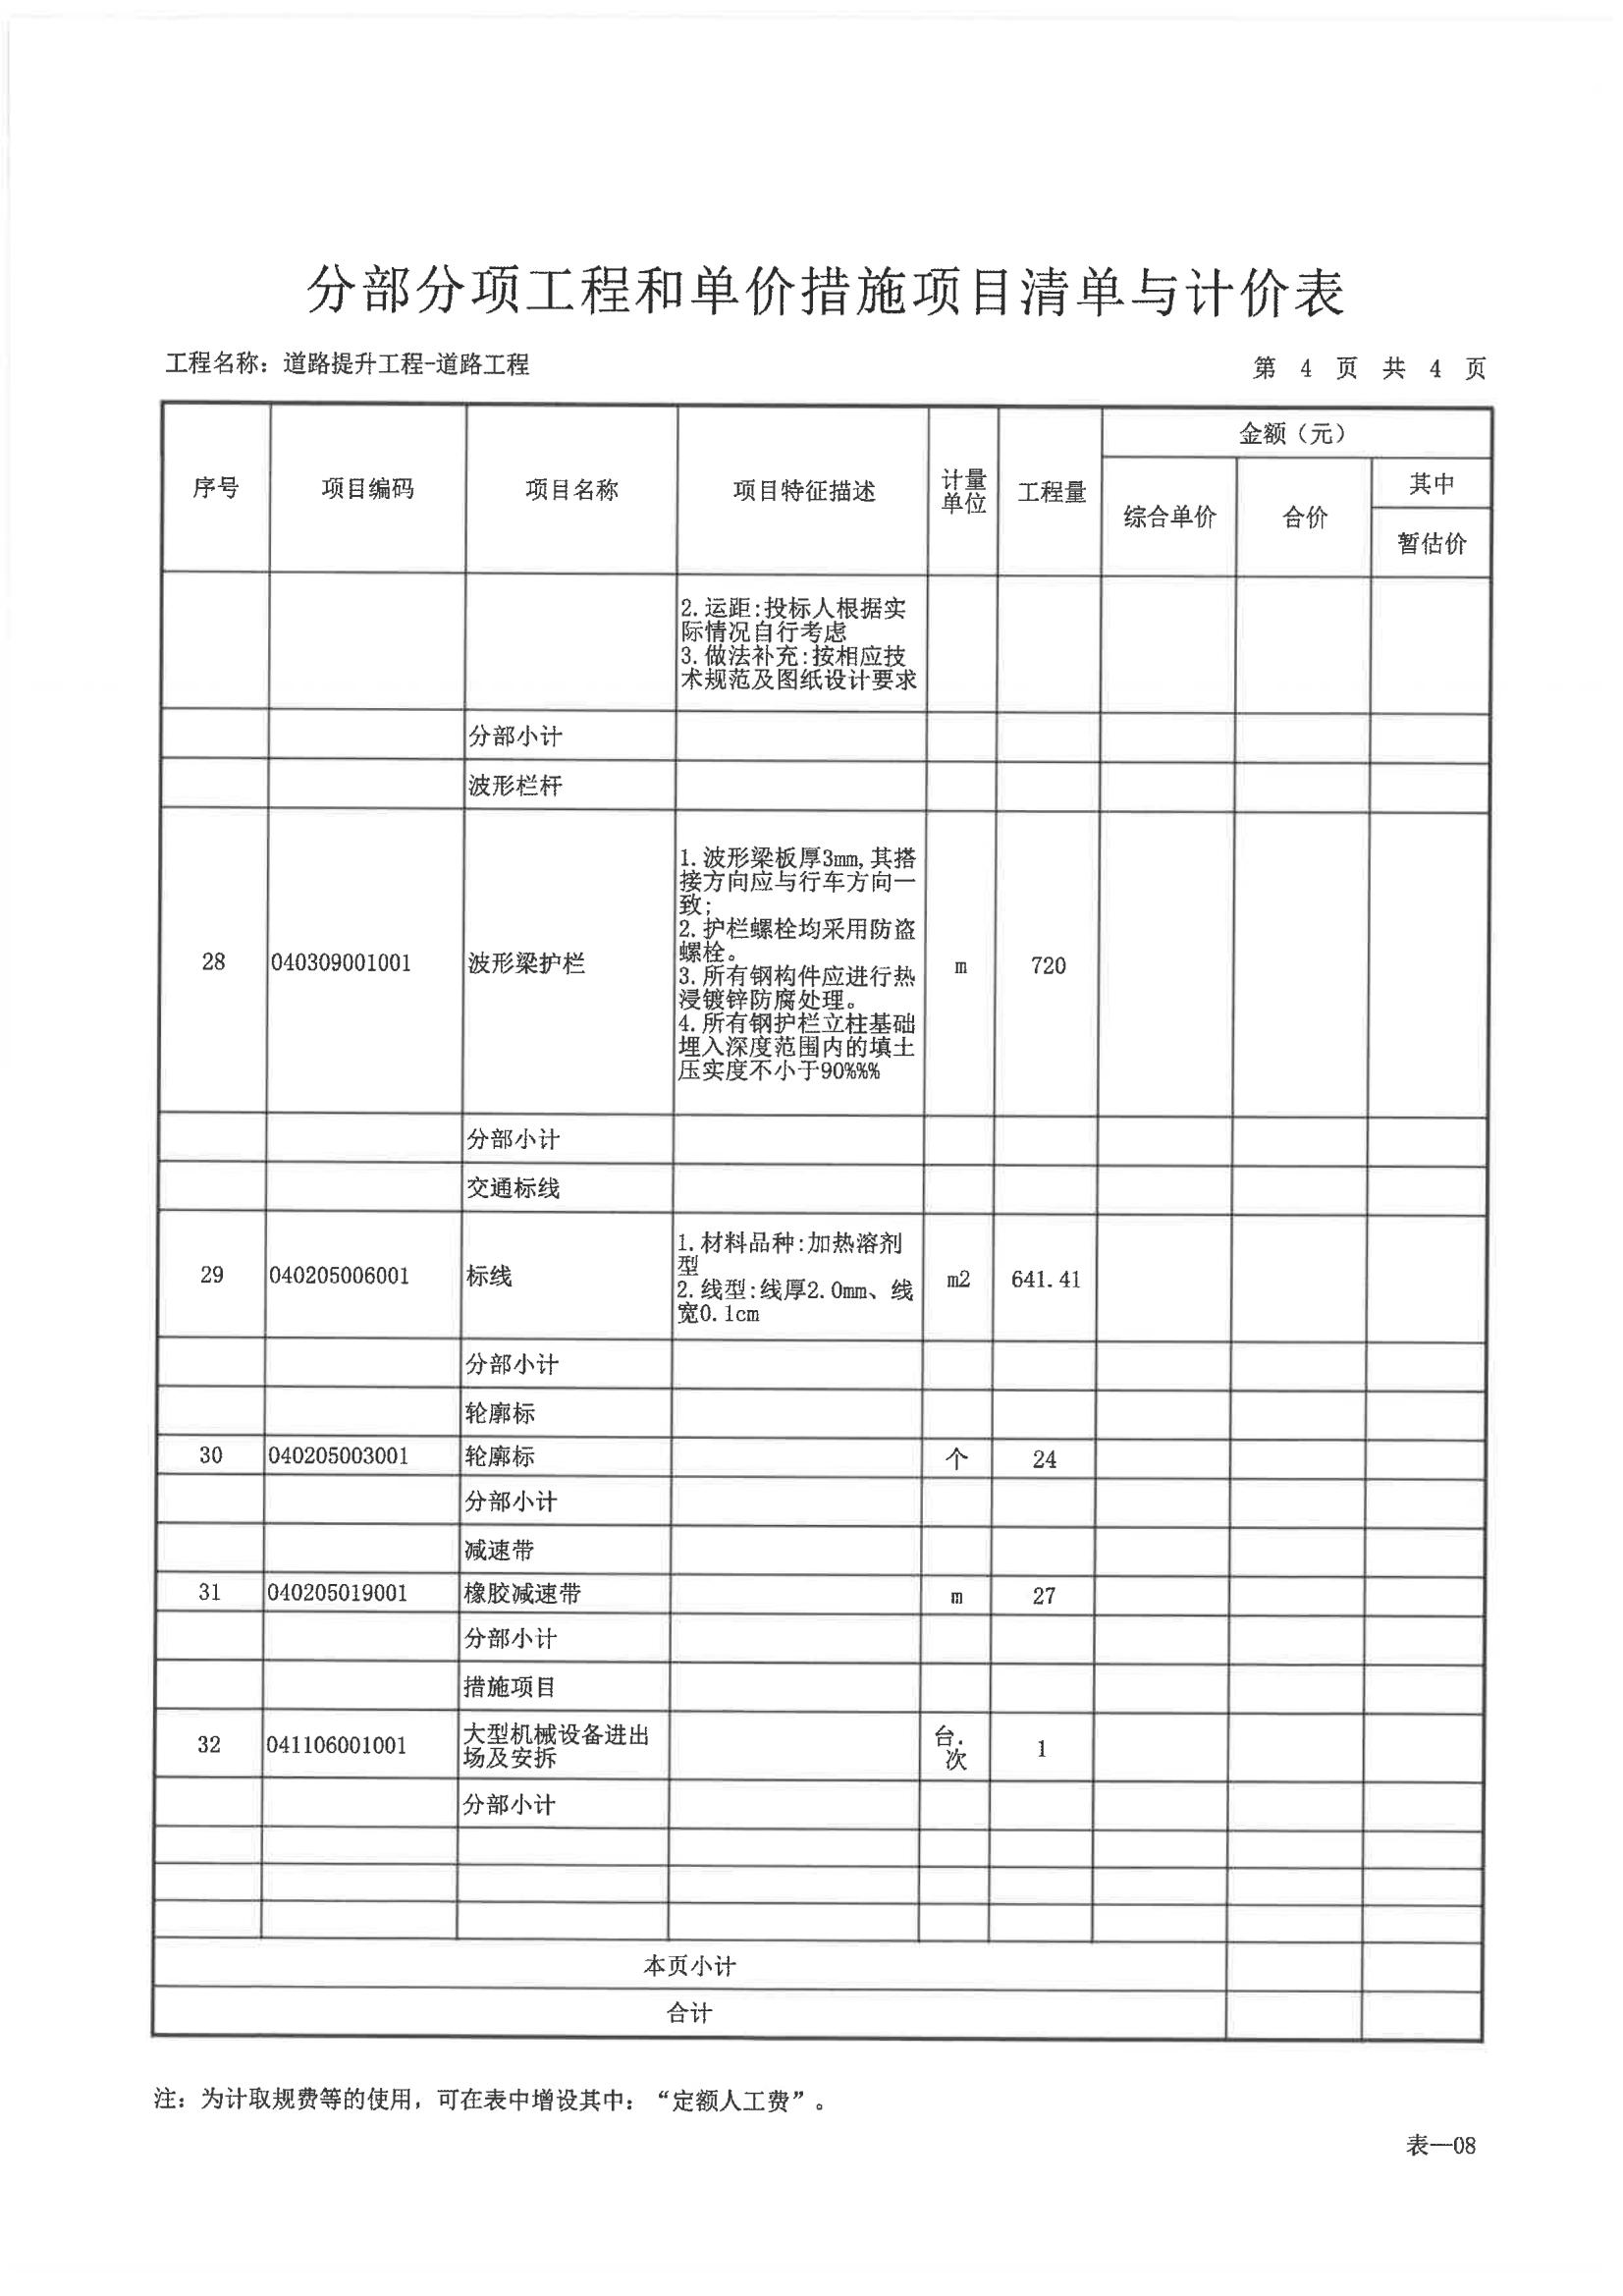 分部分项工程和单价措施项目清单与计价表
工程名称：道路提升工程-道路工程
第 4 页 共 4 页
序号
项目编码
项目名称
项目特征描述
计量
单位
工程量
金额（元）
综合单价
合价
其中
暂估价
2.运距:投标人根据实
际情况自行考虑
3.做法补充:按相应技
术规范及图纸设计要求
分部小计
波形栏杆
28
040309001001
波形梁护栏
1.波形梁板厚3mm,其搭
接方向应与行车方向一
致;
2.护栏螺栓均采用防盗
螺栓。
3.所有钢构件应进行热
浸镀锌防腐处理。
4.所有钢护栏立柱基础
埋入深度范围内的填土
压实度不小于90%%%
m
720
分部小计
交通标线
29
040205006001
标线
1.材料品种:加热溶剂
型
2.线型:线厚2.0mm、线
宽0.1cm
m2
641.41
分部小计
轮廓标
30
040205003001
轮廓标
个
24
分部小计
减速带
31
040205019001
橡胶减速带
m
27
分部小计
措施项目
32
041106001001
大型机械设备进出
场及安拆
台.
次
1
分部小计
本页小计
合计
注：为计取规费等的使用，可在表中增设其中：“定额人工费”。
表—08